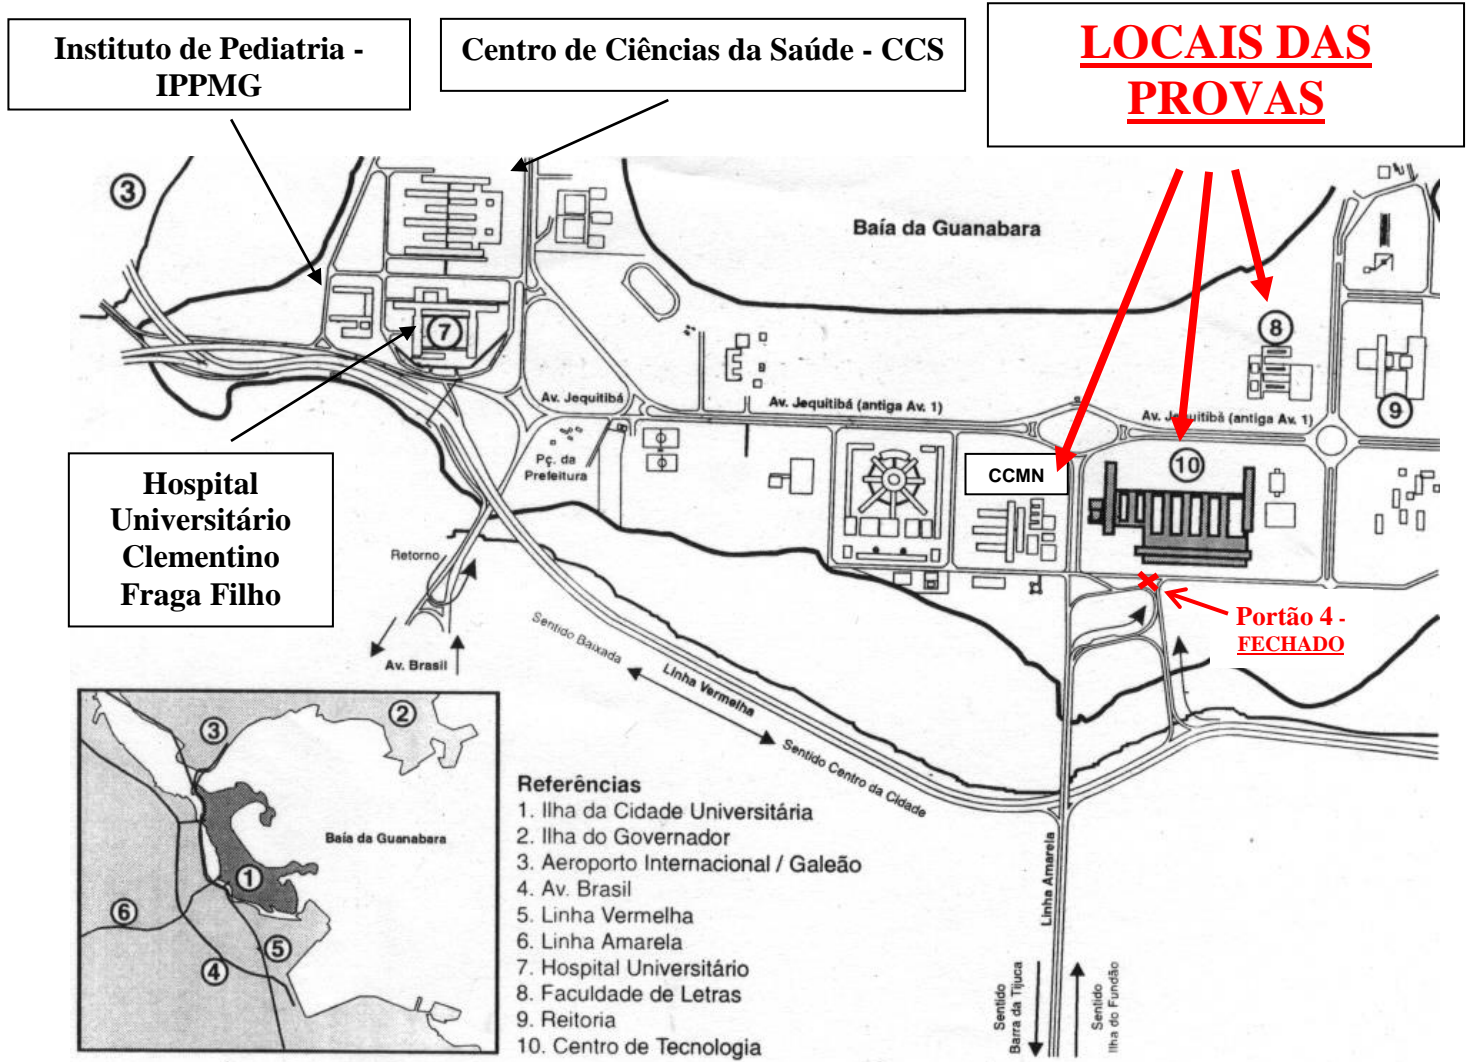 Instituto de Pediatria -
IPPMG
Centro de Ciências da Saúde - CCS
LOCAIS DAS
PROVAS
3
Baía da Guanabara
7
8
9
Av. Jequitibá
Av. Jequitibá (antiga Av. 1)
Av. Jequitibá (antiga Av. 1)
Pç. da
Prefeitura
CCMN
10
Hospital
Universitário
Clementino
Fraga Filho
Retorno
Av. Brasil
Portão 4 -
FECHADO
Sentido Baixada
Linha Vermelha
Sentido Centro da Cidade
Linha Amarela
Sentido
Barra da Tijuca
Sentido
Ilha do Fundão
2
3
Baía da Guanabara
1
6
5
4
Referências
1. Ilha da Cidade Universitária
2. Ilha do Governador
3. Aeroporto Internacional / Galeão
4. Av. Brasil
5. Linha Vermelha
6. Linha Amarela
7. Hospital Universitário
8. Faculdade de Letras
9. Reitoria
10. Centro de Tecnologia